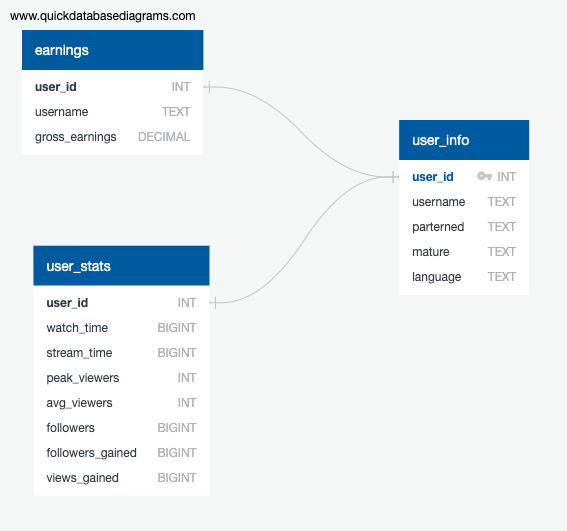 www.quickdatabasediagrams.com
earnings
user_id INT
username TEXT
gross_earnings DECIMAL
user_info
user_id INT
username TEXT
parterned TEXT
mature TEXT
language TEXT
user_stats
user_id INT
watch_time BIGINT
stream_time BIGINT
peak_viewers INT
avg_viewers INT
followers BIGINT
followers_gained BIGINT
views_gained BIGINT